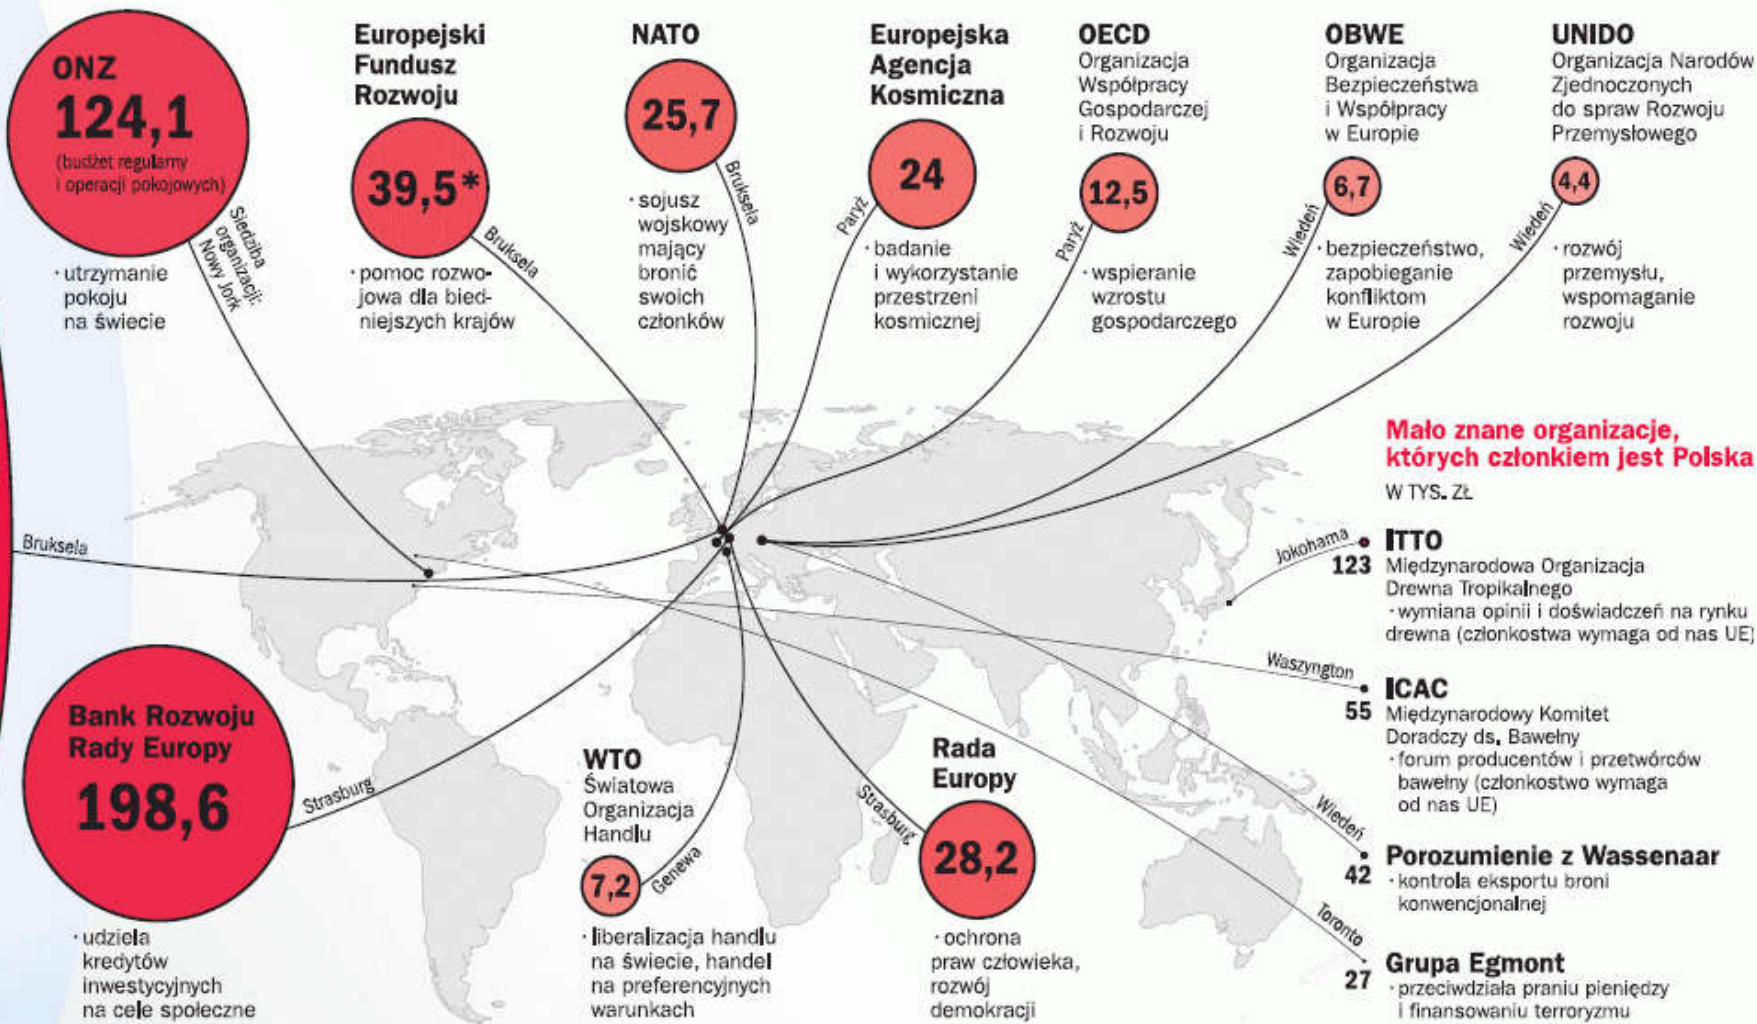 ONZ
124,1
(budżet regularny
i operacji pokojowych)
Siedziba
organizacji:
Nowy Jork
· utrzymanie
pokoju
na świecie
Europejski
Fundusz
Rozwoju
39,5*
Bruksela
· pomoc rozwo-
jowa dla bied-
niejszych krajów
NATO
25,7
Bruksela
· sojusz
wojskowy
mający
bronić
swoich
członków
Europejska
Agencja
Kosmiczna
24
Paryż
· badanie
i wykorzystanie
przestrzeni
kosmicznej
OECD
Organizacja
Współpracy
Gospodarczej
i Rozwoju
12,5
Paryż
· wspieranie
wzrostu
gospodarczego
OBWE
Organizacja
Bezpieczeństwa
i Współpracy
w Europie
6,7
Wiedeń
· bezpieczeństwo,
zapobieganie
konfliktom
w Europie
UNIDO
Organizacja Narodów
Zjednoczonych
do spraw Rozwoju
Przemysłowego
4,4
Wiedeń
· rozwój
przemysłu,
wspomaganie
rozwoju
Bruksela
Bank Rozwoju
Rady Europy
198,6
Strasburg
· udziela
kredytów
inwestycyjnych
na cele społeczne
WTO
Światowa
Organizacja
Handlu
7,2
Genewa
· liberalizacja handlu
na świecie, handel
na preferencyjnych
warunkach
Rada
Europy
Strasburg
28,2
· ochrona
praw człowieka,
rozwój
demokracji
Mało znane organizacje,
których członkiem jest Polska
W TYS. ZŁ
Jokohama
ITTO
123
Międzynarodowa Organizacja
Drewna Tropikalnego
· wymiana opinii i doświadczeń na rynku
drewna (członkostwa wymaga od nas UE)
Waszyngton
ICAC
55
Międzynarodowy Komitet
Doradczy ds. Bawełny
· forum producentów i przetwórców
bawełny (członkostwo wymaga
od nas UE)
Wiedeń
Porozumienie z Wassenaar
42
· kontrola eksportu broni
konwencjonalnej
Toronto
Grupa Egmont
27
· przeciwdziała praniu pieniędzy
i finansowaniu terroryzmu